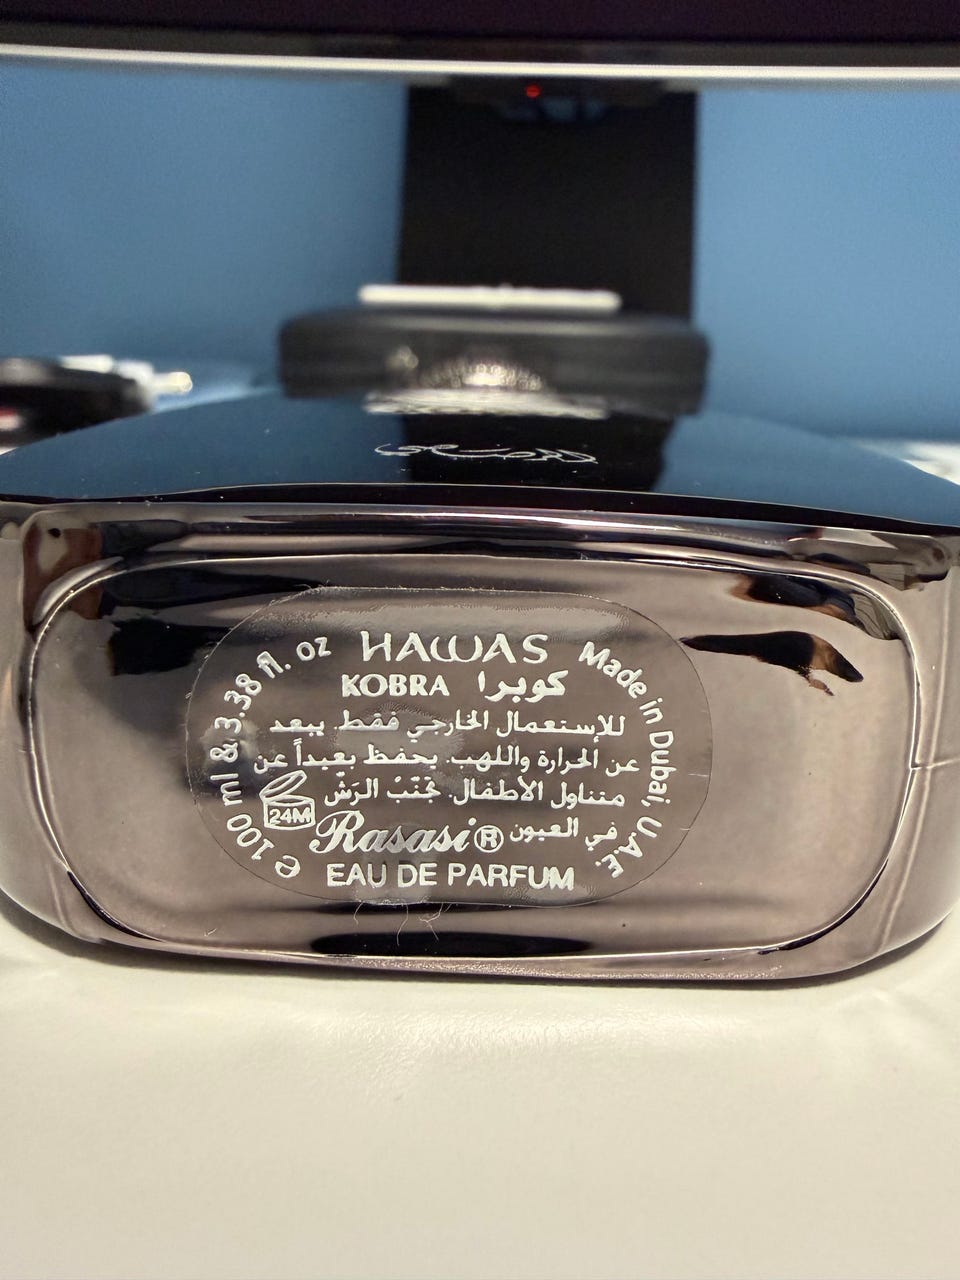 HAWAS
KOBRA كوبرا
للإستعمال الخارجي فقط. يبعد
عن الحرارة واللهب. يحفظ بعيداً عن
متناول الأطفال. تجَنّبْ الرَش
في العيون
24M
Rasasi®
EAU DE PARFUM
e 100 ml & 3.38 fl. oz
Made in Dubai, U.A.E.